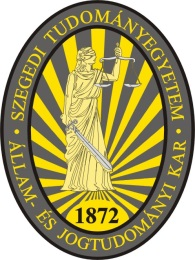 SZEGEDI TUDOMÁNYEGYETEM
ÁLLAM- ÉS JOGTUDOMÁNYI KAR
1872